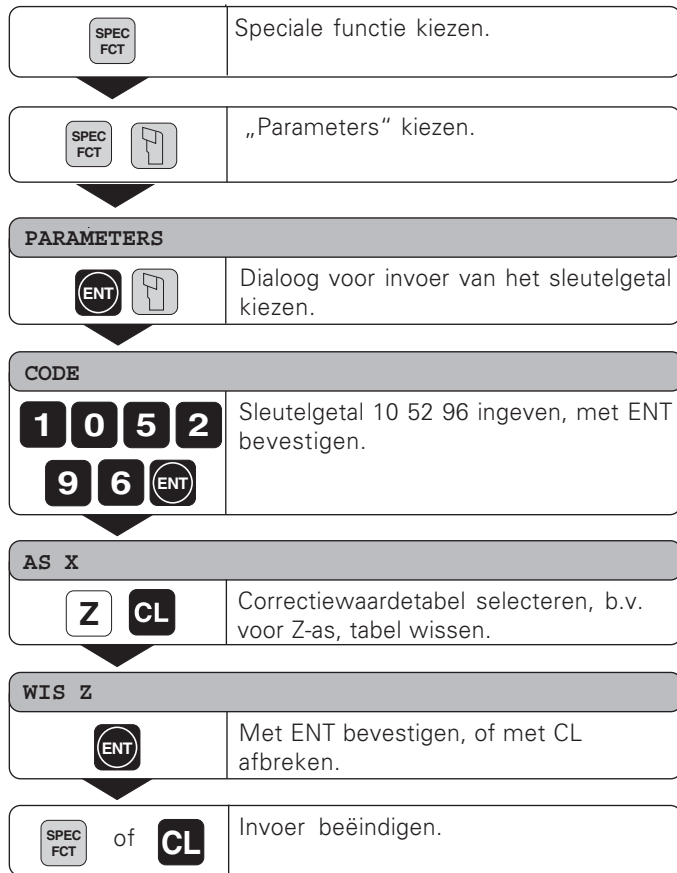 SPEC
FCT
Speciale functie kiezen.
SPEC
FCT
„Parameters“ kiezen.
PARAMETERS
ENT
Dialoog voor invoer van het sleutelgetal
kiezen.
CODE
1 0 5 2
9 6 ENT
Sleutelgetal 10 52 96 ingeven, met ENT
bevestigen.
AS X
Z CL
Correctiewaardetabel selecteren, b.v.
voor Z-as, tabel wissen.
WIS Z
ENT
Met ENT bevestigen, of met CL
afbreken.
SPEC
FCT
of CL
Invoer beëindigen.